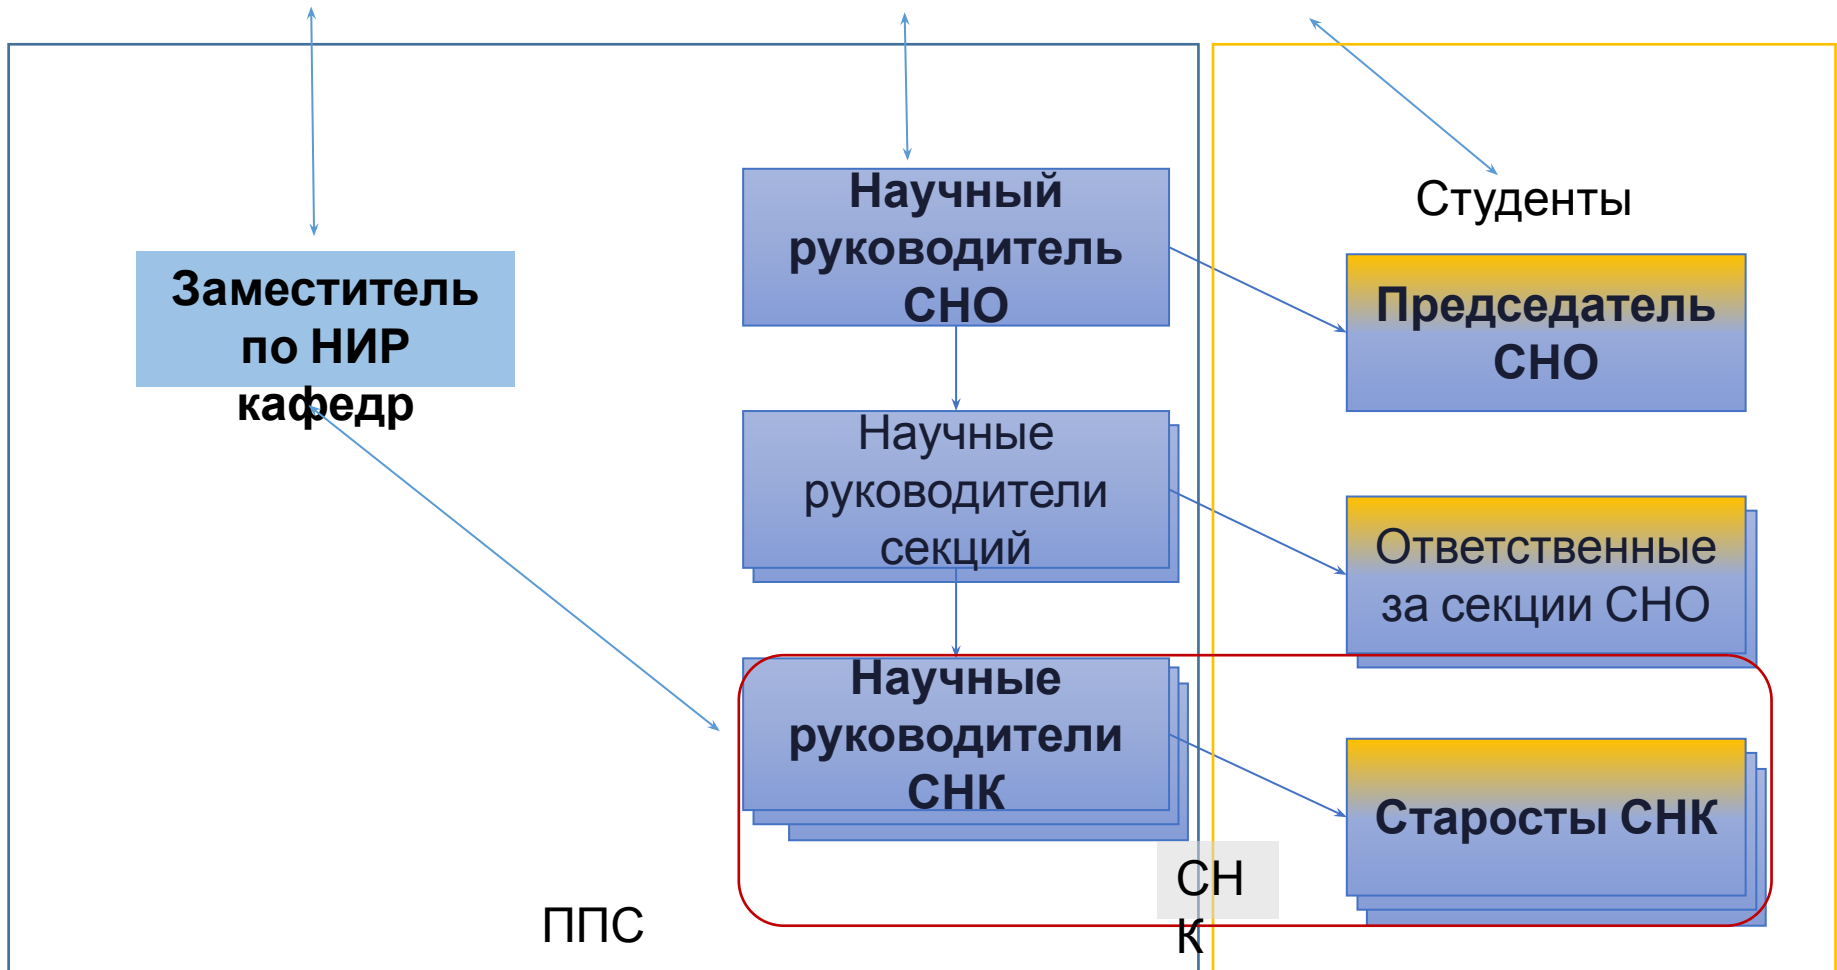 Научный
руководитель
СНО
Студенты
Заместитель
по НИР
кафедр
Председатель
СНО
Научные
руководители
секций
Ответственные
за секции СНО
Научные
руководители
СНК
Старосты СНК
СН
К
ППС